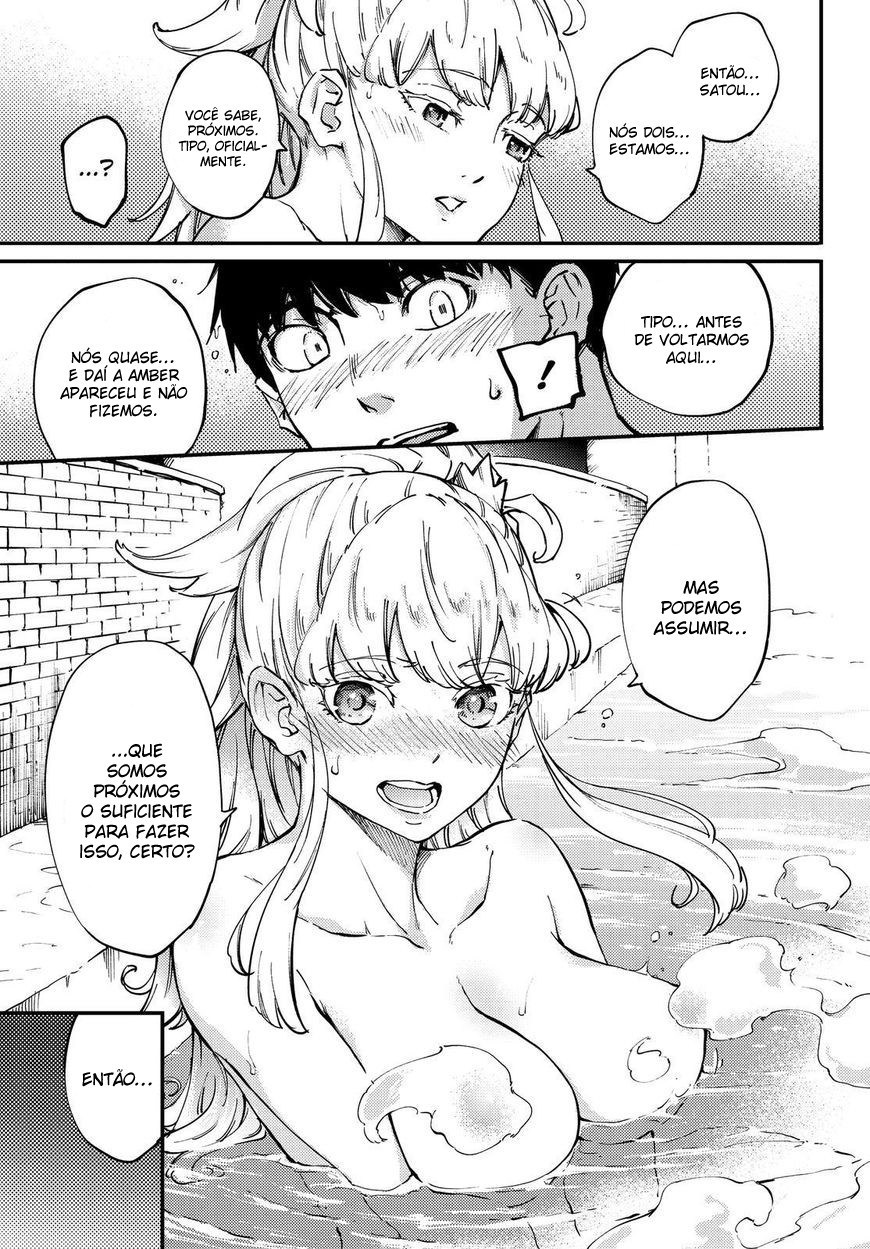 ENTÃO...
SATOU...
NÓS DOIS...
ESTAMOS...
VOCÊ SABE,
PRÓXIMOS.
TIPO, OFICIAL-
MENTE.
...?
TIPO... ANTES
DE VOLTARMOS
AQUI...
!
NÓS QUASE...
E DAÍ A AMBER
APARECEU E NÃO
FIZEMOS.
MAS
PODEMOS
ASSUMIR...
...QUE
SOMOS
PRÓXIMOS
O SUFICIENTE
PARA FAZER
ISSO, CERTO?
ENTÃO...